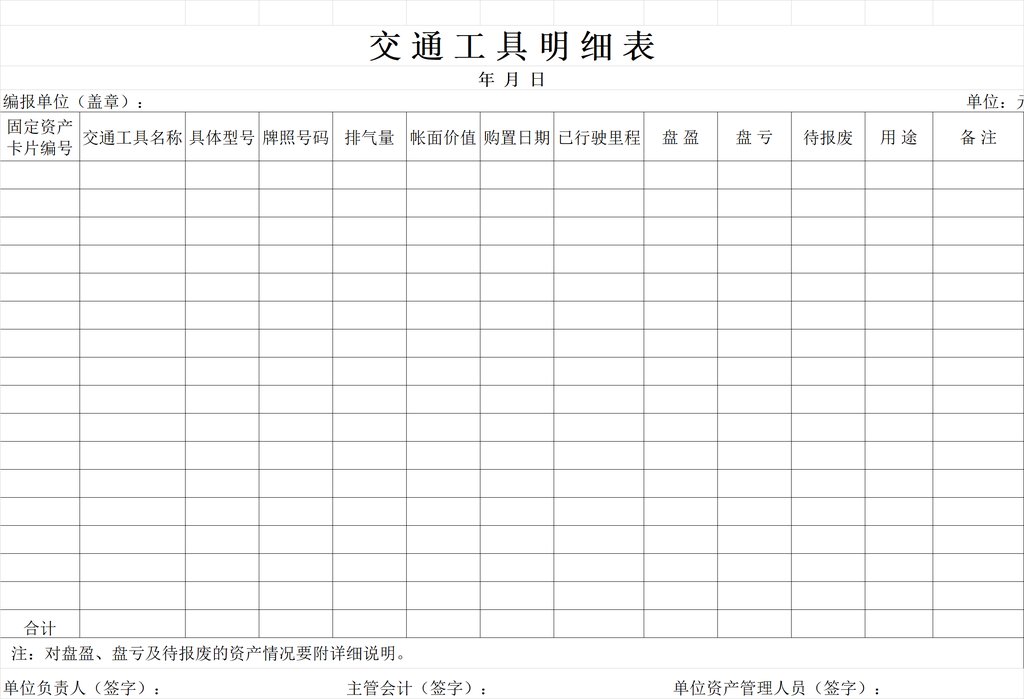 交通工具明细表
年 月 日
编报单位（盖章）： 单位：元
固定资产卡片编号 交通工具名称 具体型号 牌照号码 排气量 帐面价值 购置日期 已行驶里程 盘 盈 盘 亏 待报废 用 途 备 注
合计
注：对盘盈、盘亏及待报废的资产情况要附详细说明。
单位负责人（签字）： 主管会计（签字）： 单位资产管理人员（签字）：